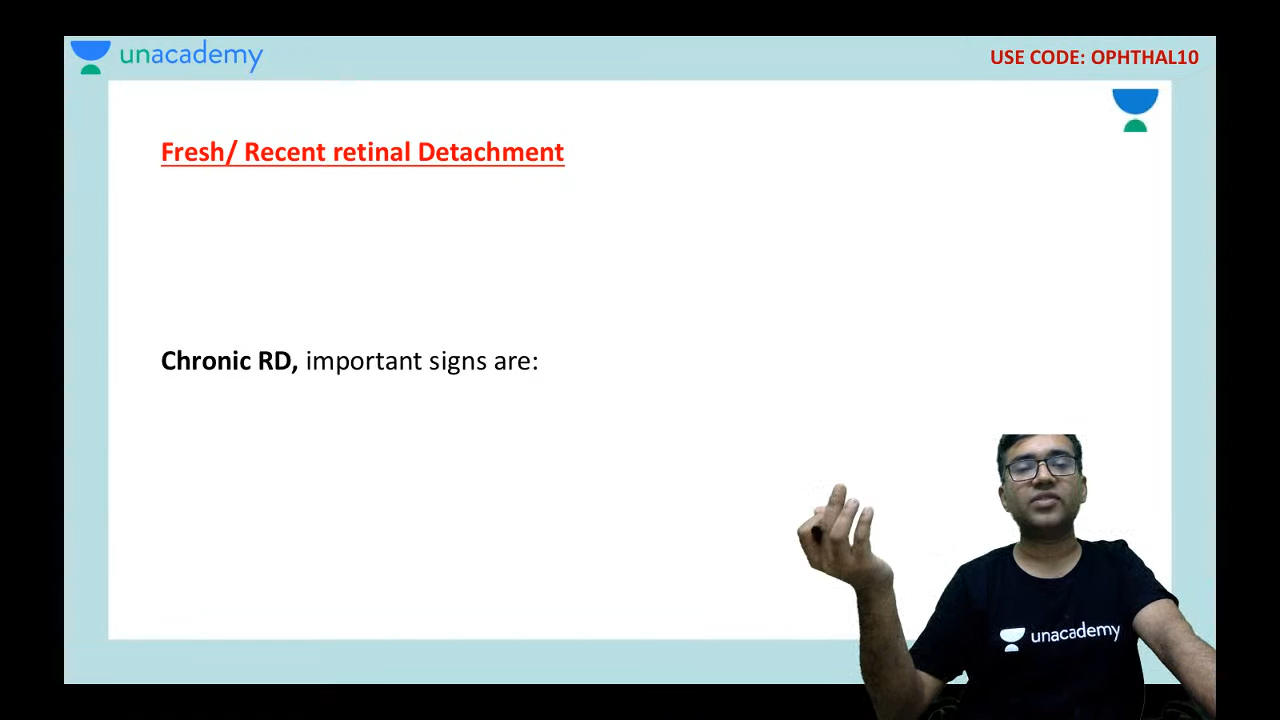 unacademy
USE CODE: OPHTHAL10
Fresh/ Recent retinal Detachment
Chronic RD, important signs are:
unacademy